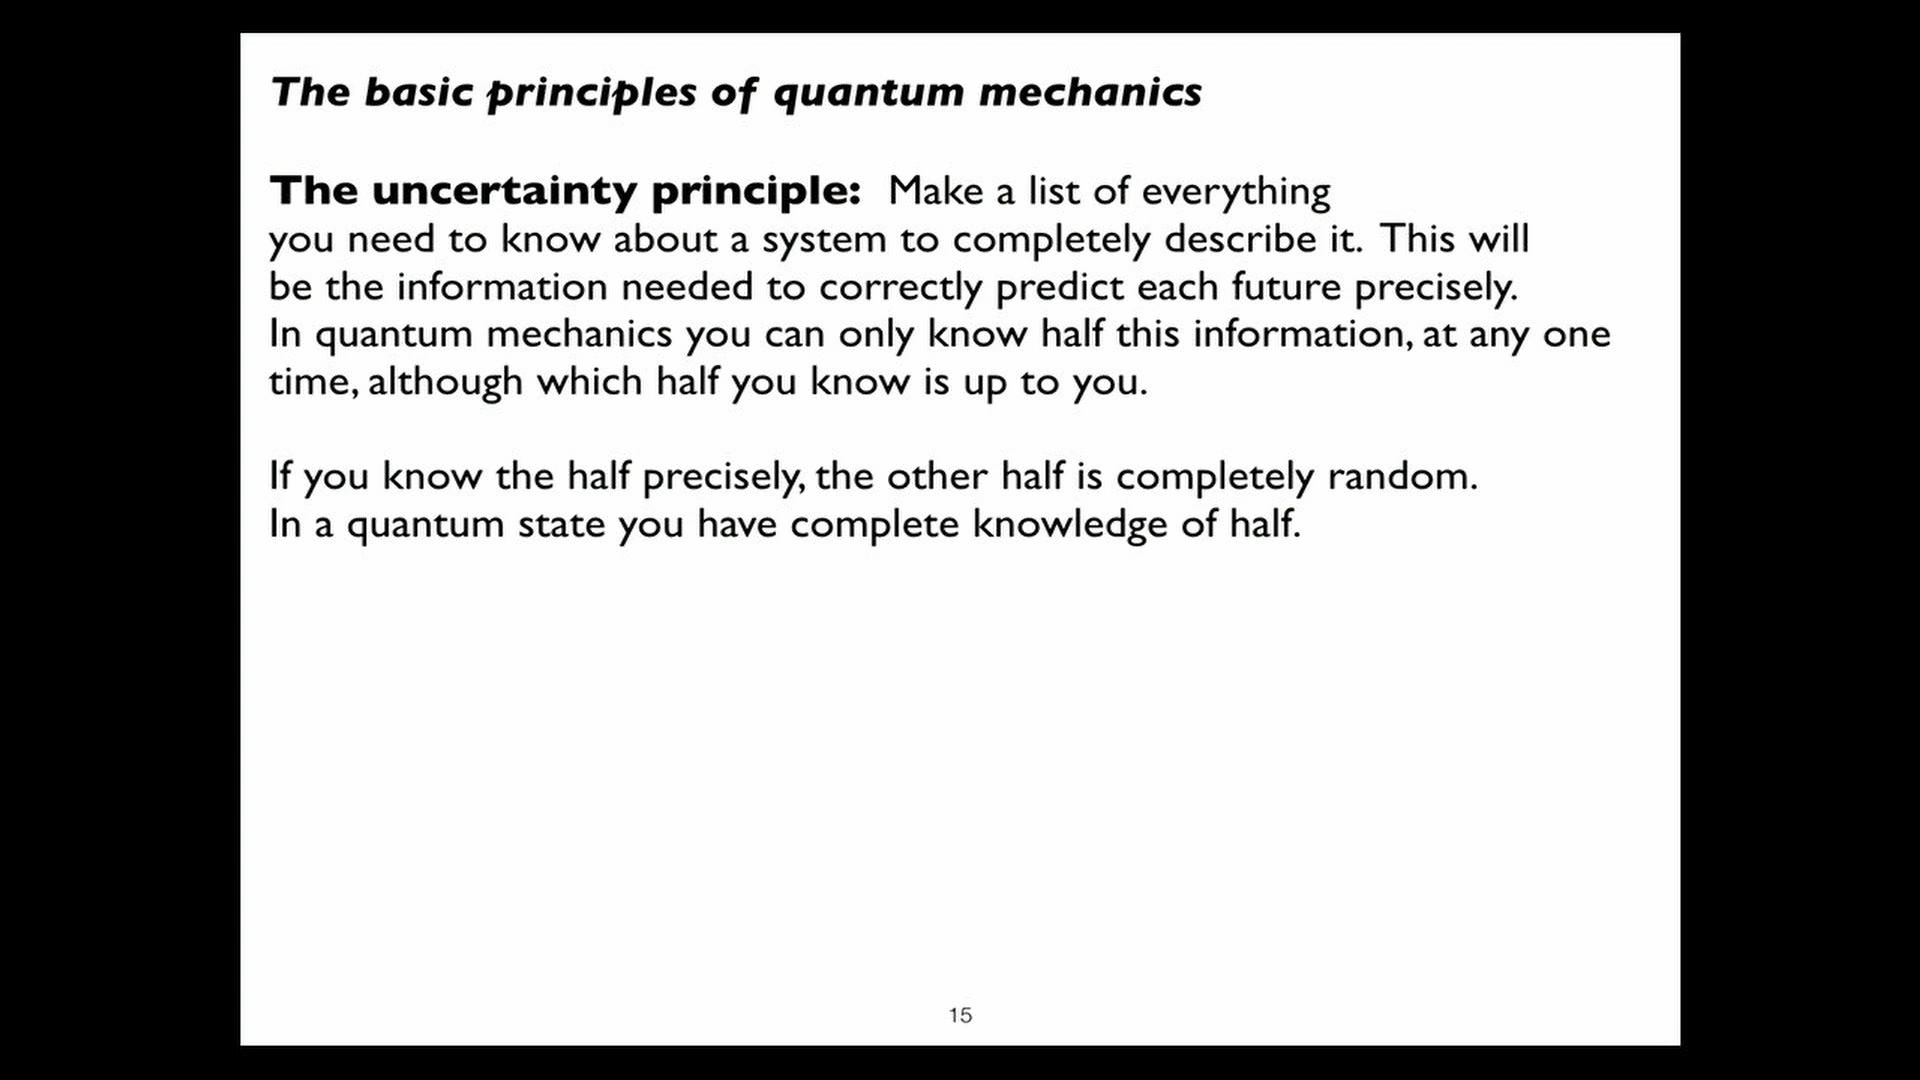 The basic principles of quantum mechanics
The uncertainty principle: Make a list of everything
you need to know about a system to completely describe it. This will
be the information needed to correctly predict each future precisely.
In quantum mechanics you can only know half this information, at any one
time, although which half you know is up to you.
If you know the half precisely, the other half is completely random.
In a quantum state you have complete knowledge of half.
15